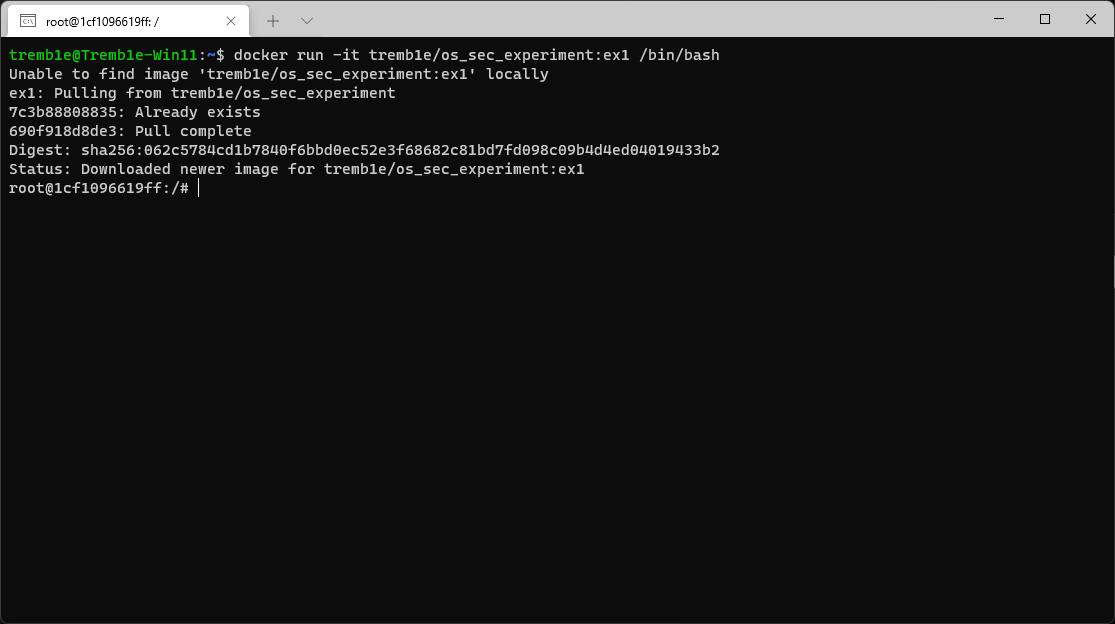 root@1cf1096619ff: /
tremb1e@Tremb1e-Win11:~$ docker run -it tremb1e/os_sec_experiment:ex1 /bin/bash
Unable to find image 'tremb1e/os_sec_experiment:ex1' locally
ex1: Pulling from tremb1e/os_sec_experiment
7c3b88808835: Already exists
690f918d8de3: Pull complete
Digest: sha256:062c5784cd1b7840f6bbd0ec52e3f68682c81bd7fd098c09b4d4ed04019433b2
Status: Downloaded newer image for tremb1e/os_sec_experiment:ex1
root@1cf1096619ff:/#